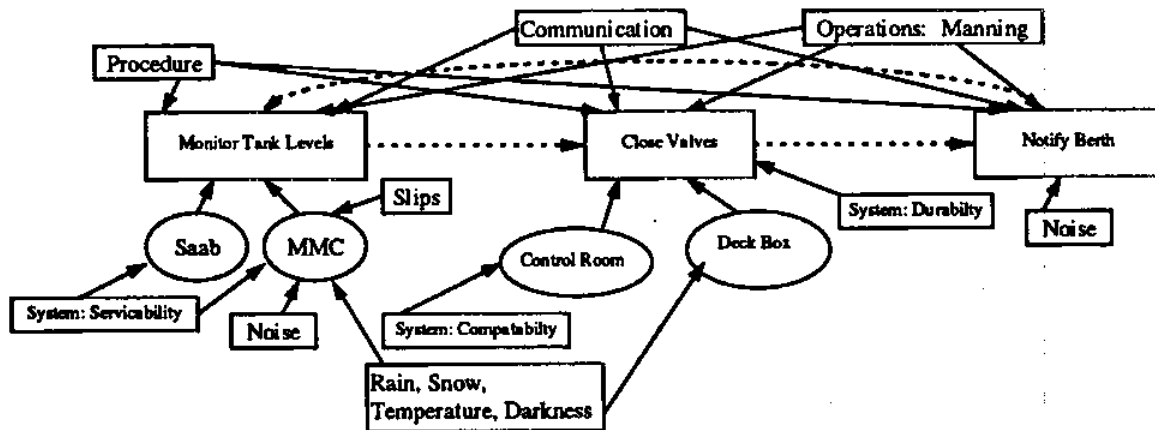 Communication
Operations: Manning
Procedure
Monitor Tank Levels
Close Valves
Notify Berth
Slips
System: Durabilty
Saab
MMC
Control Room
Deck Box
Noise
System: Servicability
Noise
System: Compatabilty
Rain, Snow,
Temperature, Darkness